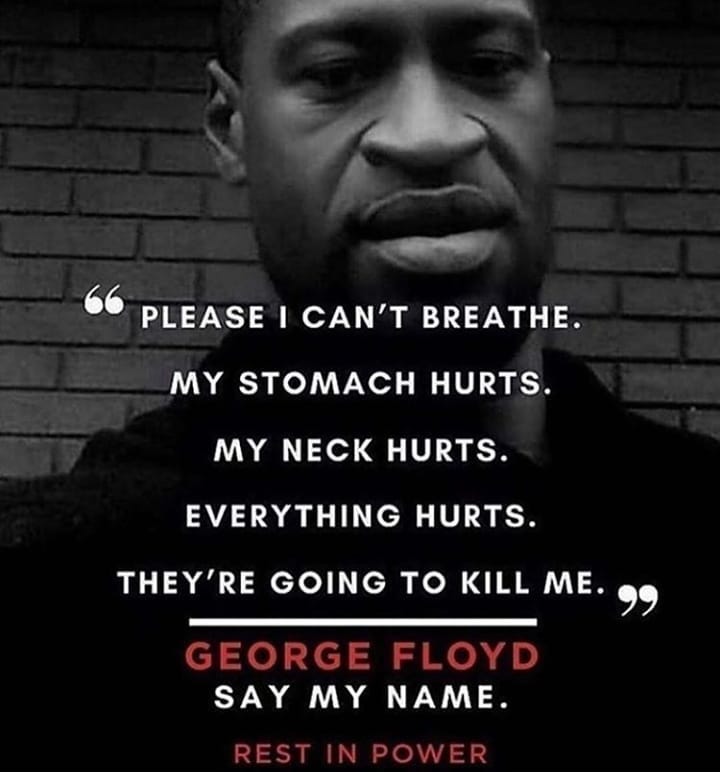 “ PLEASE I CAN’T BREATHE.
MY STOMACH HURTS.
MY NECK HURTS.
EVERYTHING HURTS.
THEY’RE GOING TO KILL ME. ”
GEORGE FLOYD
SAY MY NAME.
REST IN POWER